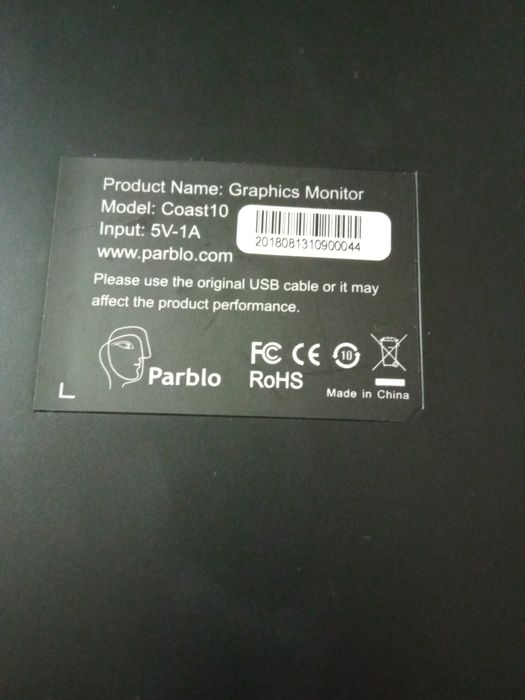 Product Name: Graphics Monitor
Model: Coast10
Input: 5V-1A
2018081310900044
www.parblo.com
Please use the original USB cable or it may
affect the product performance.
Parblo
FC CE 10
RoHS
Made in China